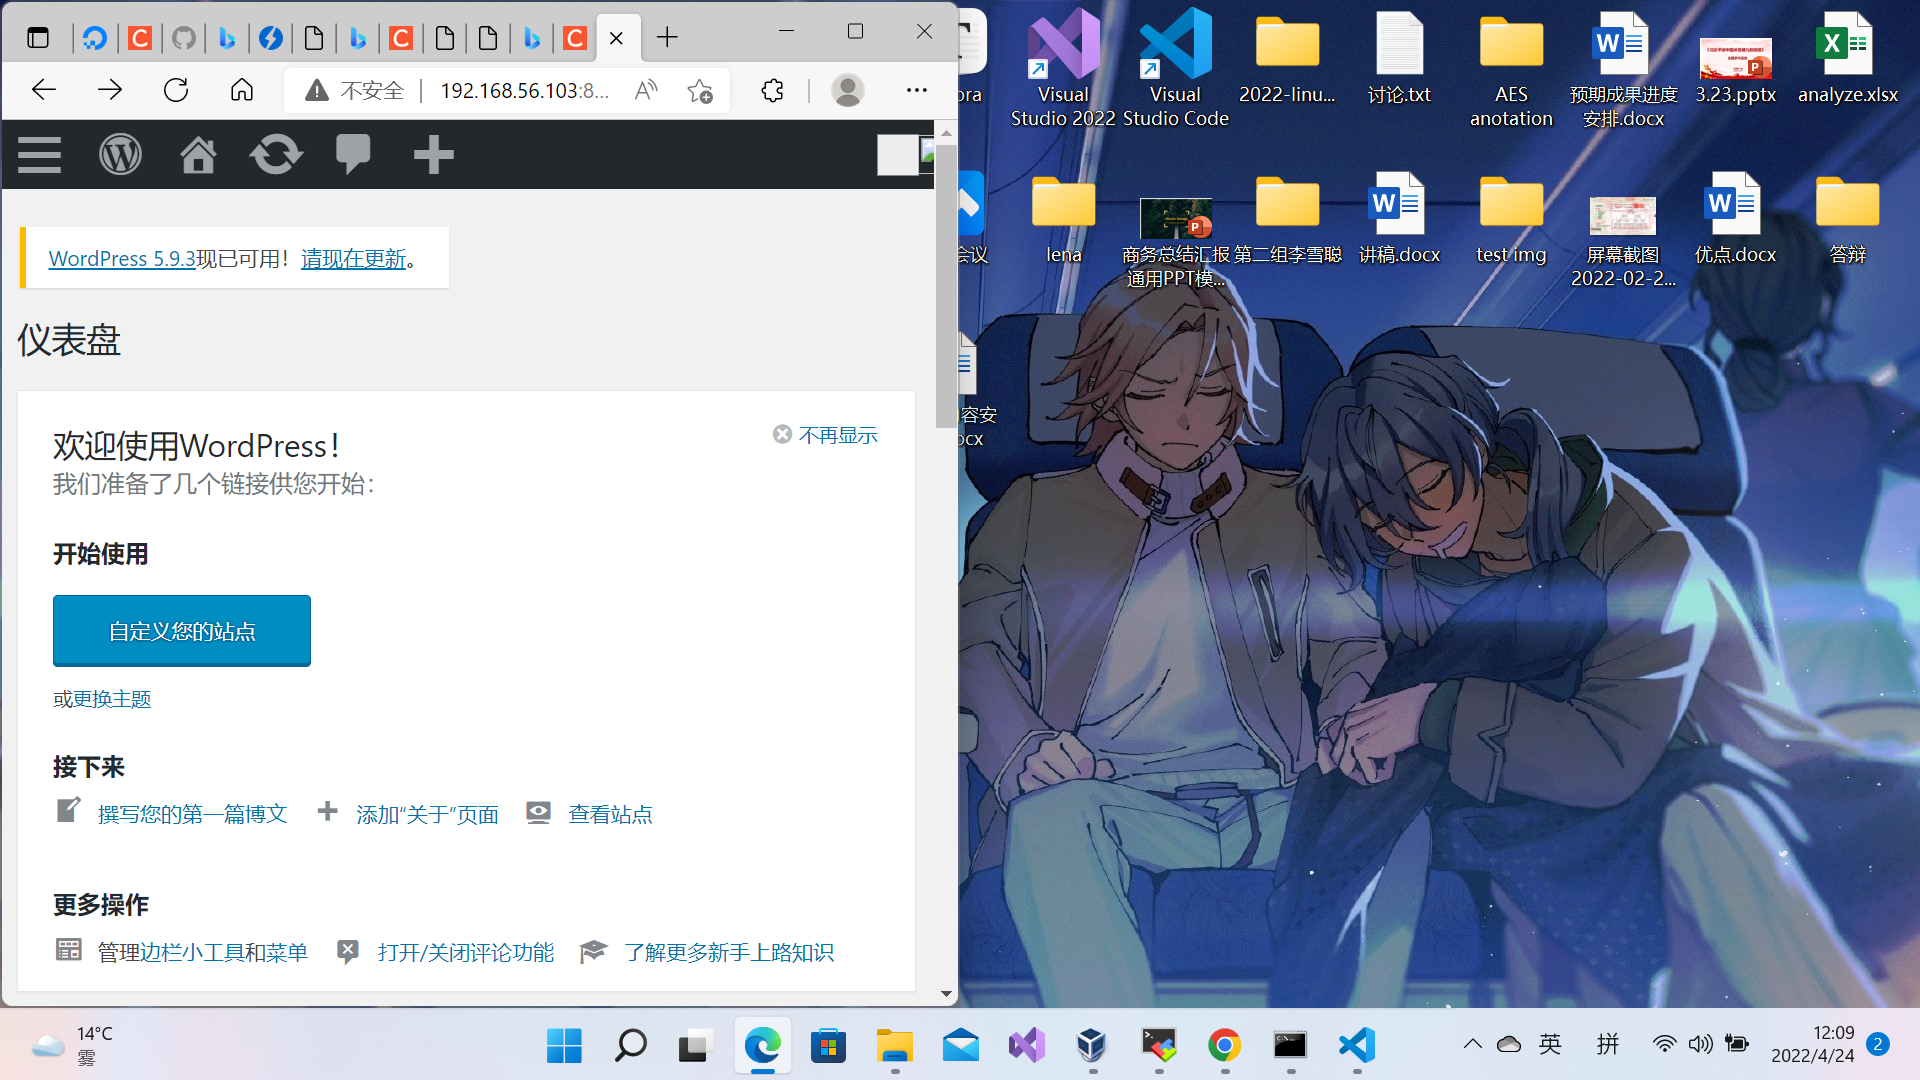 不安全
192.168.56.103:8...
WordPress 5.9.3现已可用！请现在更新。
仪表盘
欢迎使用WordPress！
不再显示
我们准备了几个链接供您开始：
开始使用
自定义您的站点
或更换主题
接下来
撰写您的第一篇博文
添加“关于”页面
查看站点
更多操作
管理边栏小工具和菜单
打开/关闭评论功能
了解更多新手上路知识
ora
Visual
Studio 2022
Visual
Studio Code
2022-linu...
讨论.txt
AES
anotation
预期成果进度
安排.docx
3.23.pptx
analyze.xlsx
会议
lena
商务总结汇报
通用PPT模...
第二组李雪聪
讲稿.docx
test img
屏幕截图
2022-02-2...
优点.docx
答辩
容安
ocx
14°C
雾
英
拼
12:09
2022/4/24
2